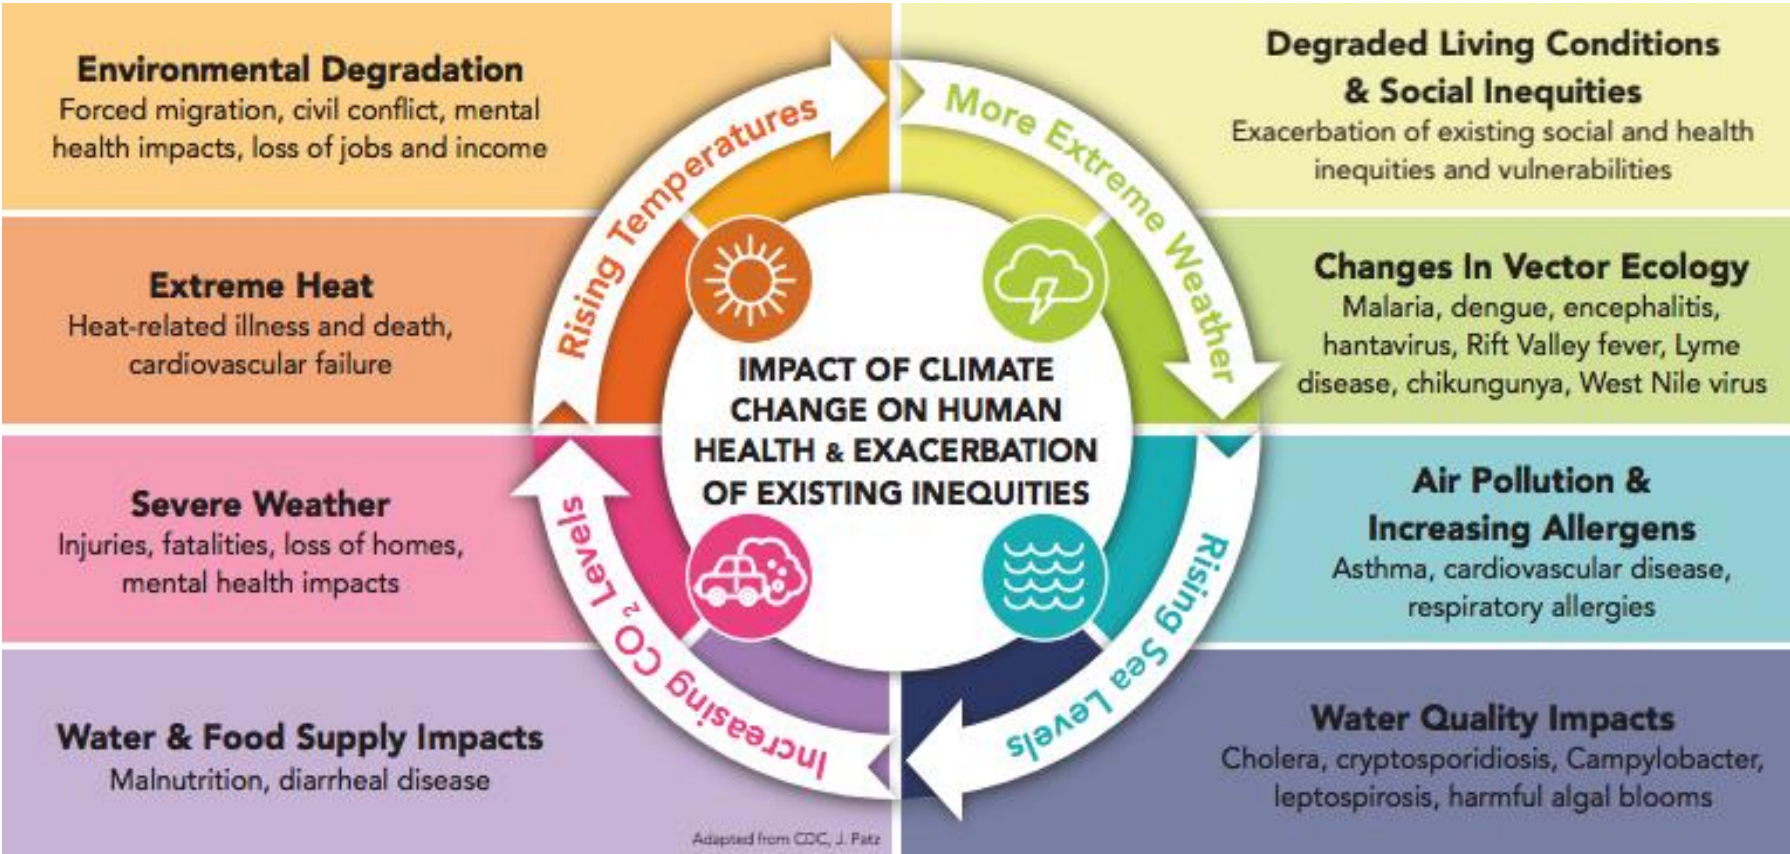 Environmental Degradation
Forced migration, civil conflict, mental
health impacts, loss of jobs and income
Extreme Heat
Heat-related illness and death,
cardiovascular failure
Severe Weather
Injuries, fatalities, loss of homes,
mental health impacts
Water & Food Supply Impacts
Malnutrition, diarrheal disease
Rising Temperatures
More Extreme Weather
Rising Sea Levels
Increasing CO₂ Levels
IMPACT OF CLIMATE
CHANGE ON HUMAN
HEALTH & EXACERBATION
OF EXISTING INEQUITIES
Degraded Living Conditions
& Social Inequities
Exacerbation of existing social and health
inequities and vulnerabilities
Changes In Vector Ecology
Malaria, dengue, encephalitis,
hantavirus, Rift Valley fever, Lyme
disease, chikungunya, West Nile virus
Air Pollution &
Increasing Allergens
Asthma, cardiovascular disease,
respiratory allergies
Water Quality Impacts
Cholera, cryptosporidiosis, Campylobacter,
leptospirosis, harmful algal blooms
Adapted from CDC, J. Patz